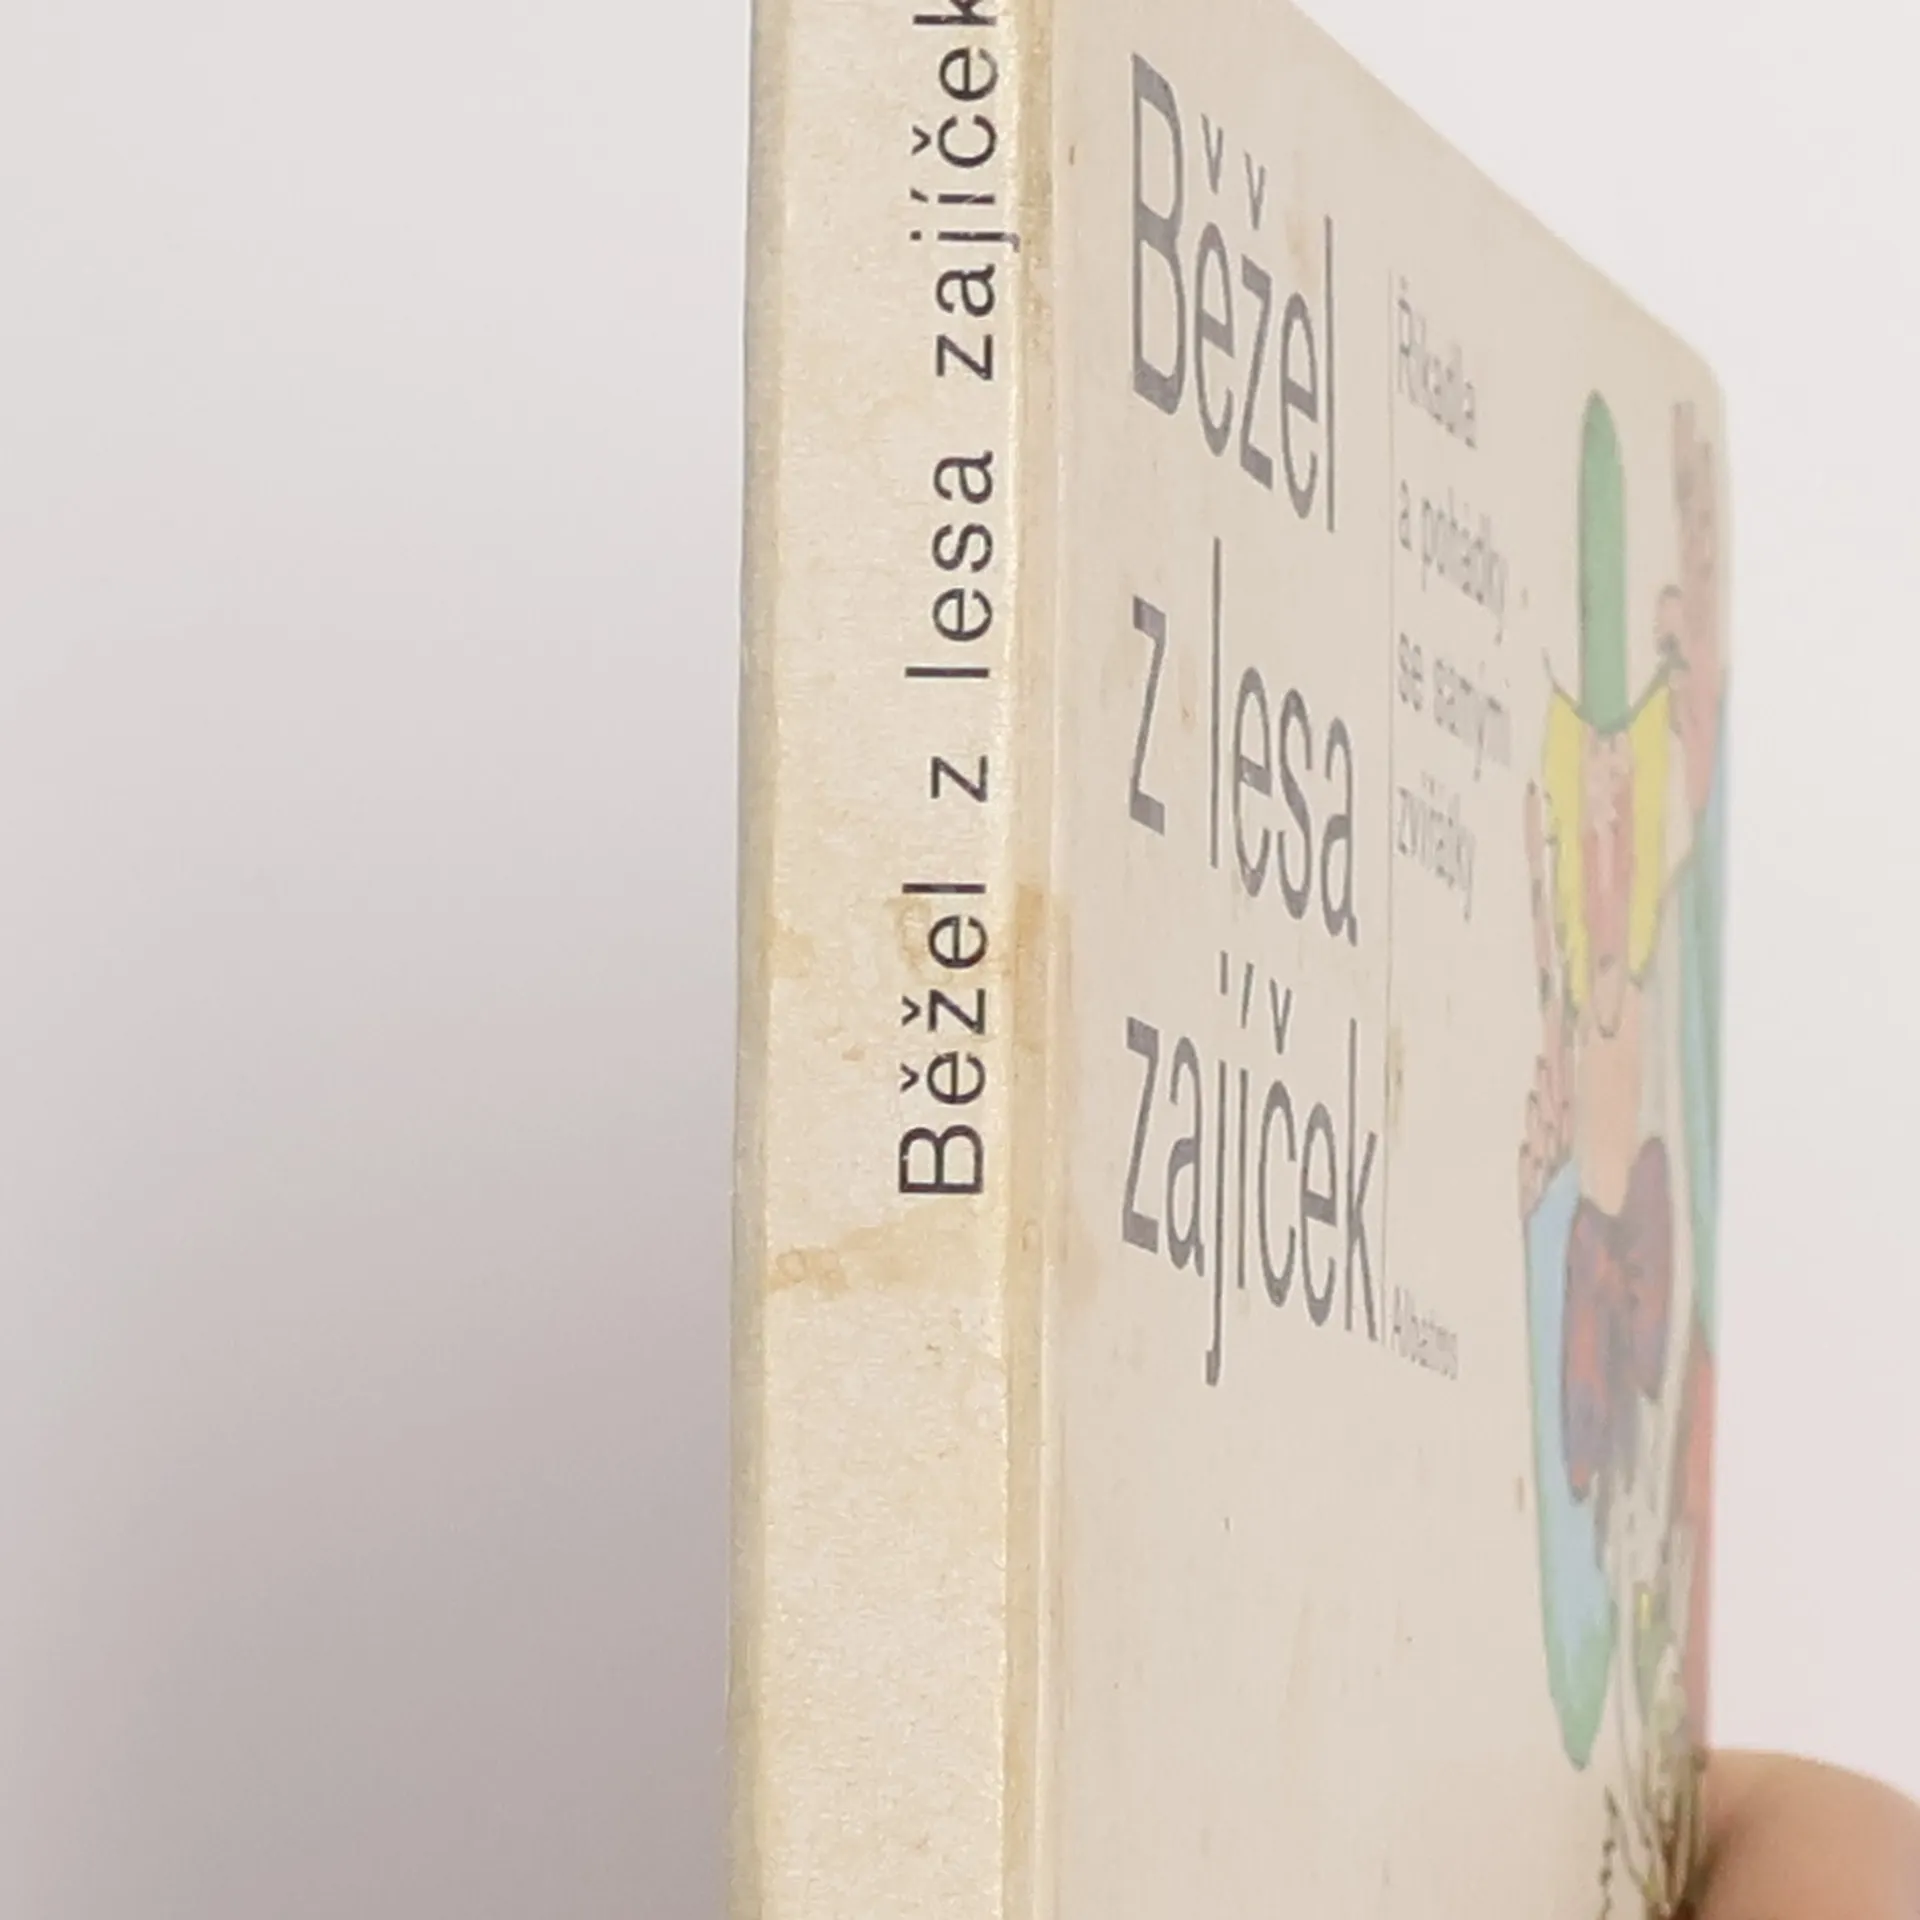 Běžel z lesa zajíček
Běžel
z lesa
zajíček
Říkadla
a pohádky
se samými
zvířátky
Albatros